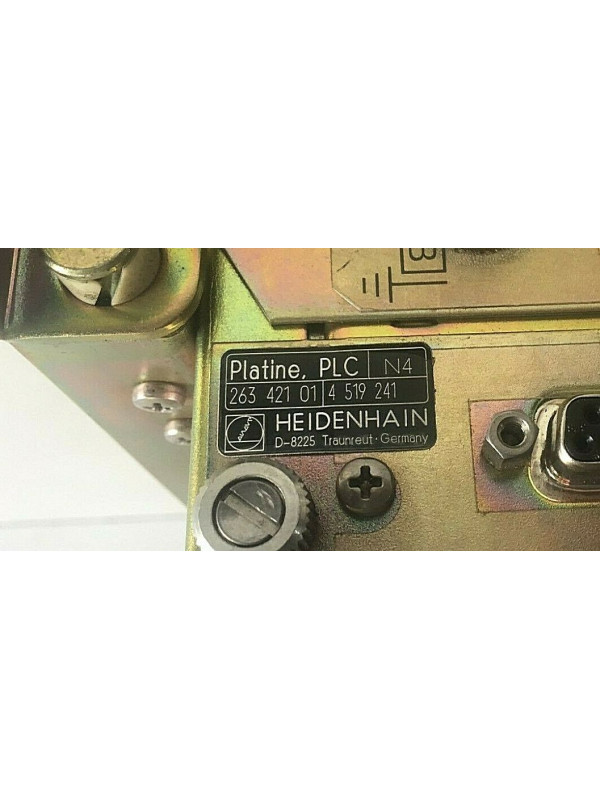 B
Platine, PLC N4
263 421 01 4 519 241
HEIDENHAIN
D-8225 Traunreut · Germany